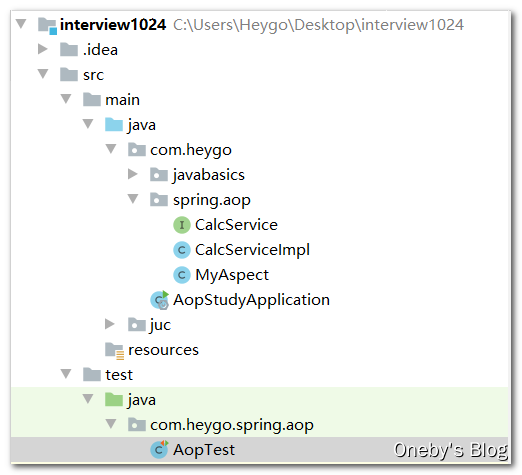 interview1024 C:\Users\Heygo\Desktop\interview1024
.idea
src
main
java
com.heygo
javabasics
spring.aop
I CalcService
C CalcServiceImpl
C MyAspect
C AopStudyApplication
juc
resources
test
java
com.heygo.spring.aop
C AopTest
Oneby's Blog